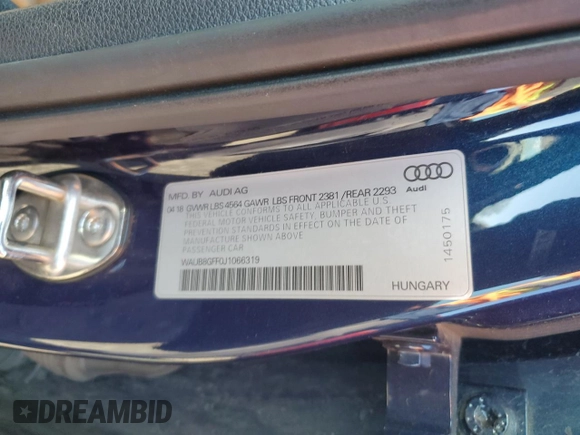 MFD. BY AUDI AG
04.18 GVWR LBS 4564 GAWR LBS FRONT 2381 /REAR 2293
THIS VEHICLE CONFORMS TO ALL APPLICABLE U.S.
FEDERAL MOTOR VEHICLE SAFETY, BUMPER AND THEFT
PREVENTION STANDARDS IN EFFECT ON THE DATE OF
MANUFACTURE SHOWN ABOVE
PASSENGER CAR
WAUB8GFF0J1066319
Audi
1450175
HUNGARY
DREAMBID